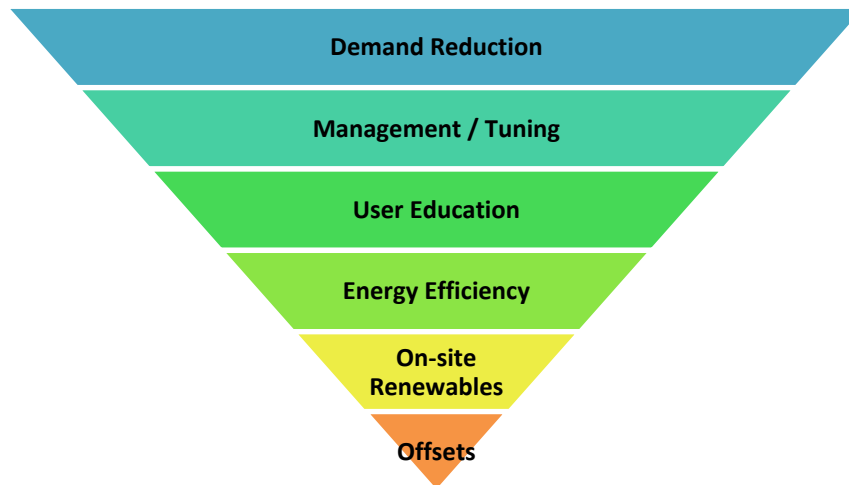 Demand Reduction
Management / Tuning
User Education
Energy Efficiency
On-site
Renewables
Offsets